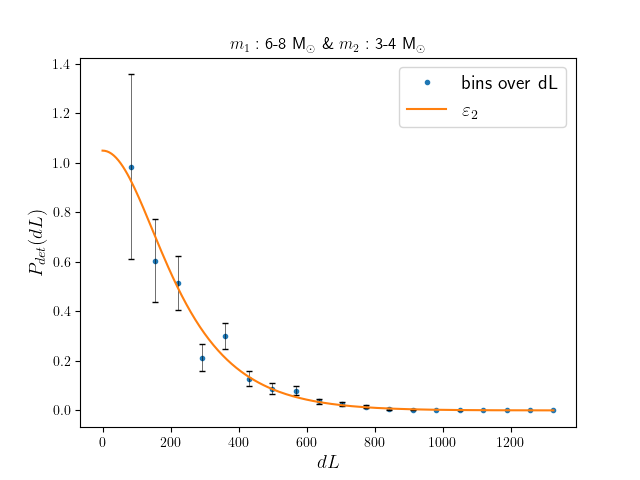 m₁ : 6-8 M⊙ & m₂ : 3-4 M⊙
bins over dL
ε₂
P_det(dL)
1.4
1.2
1.0
0.8
0.6
0.4
0.2
0.0
0 200 400 600 800 1000 1200
dL